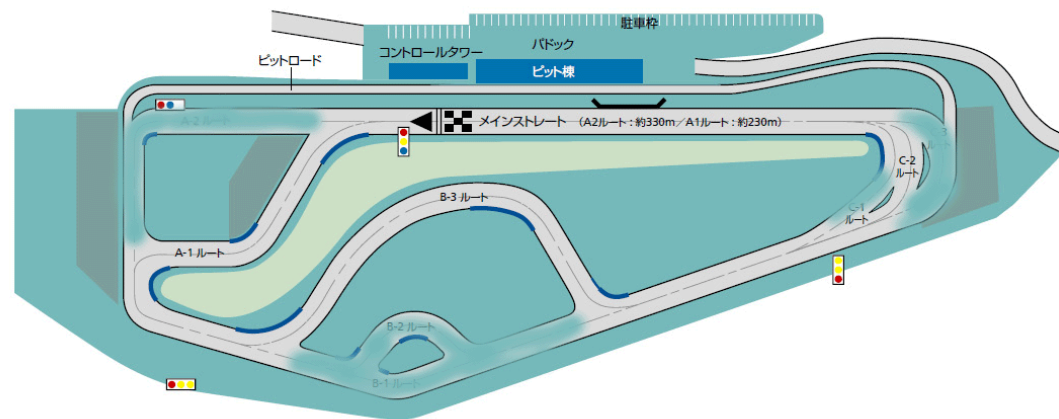 駐車枠
パドック
コントロールタワー
ピットロード
ピット棟
A-2 ルート
メインストレート （A2ルート : 約330m／A1ルート : 約230m）
C-3
ルート
C-2
ルート
B-3 ルート
C-1
ルート
A-1 ルート
B-2 ルート
B-1 ルート